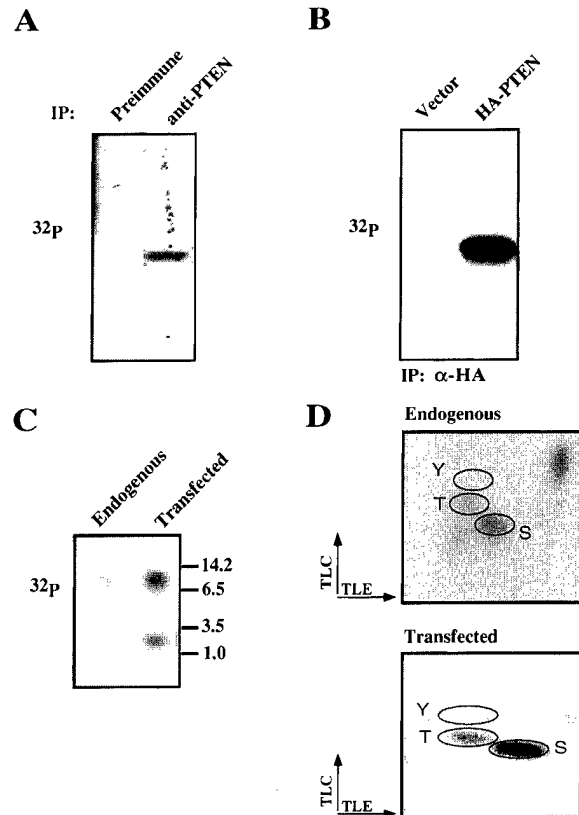 A
IP:
Preimmune
anti-PTEN
32P
B
Vector
HA-PTEN
32P
IP: α-HA
C
Endogenous
Transfected
32P
14.2
6.5
3.5
1.0
D
Endogenous
Y
T
S
TLC
TLE
Transfected
Y
T
S
TLC
TLE